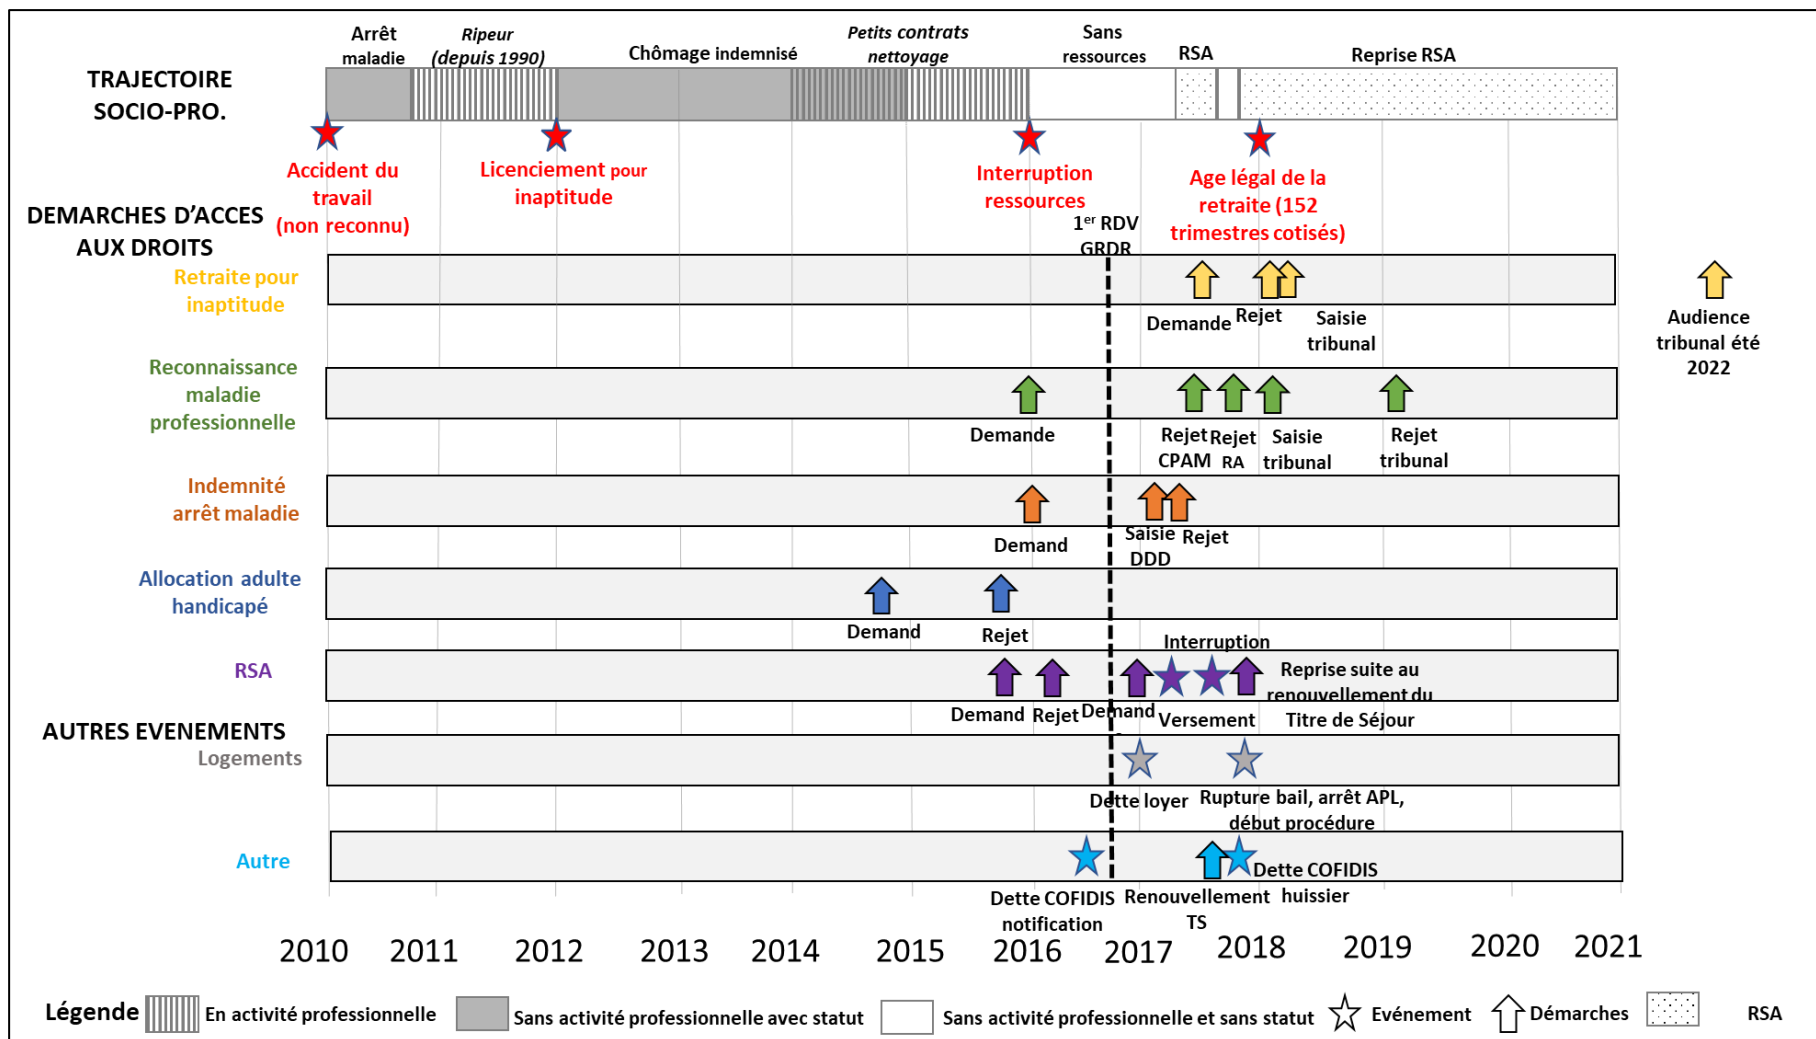 Arrêt
maladie
Ripeur
(depuis 1990)
Chômage indemnisé
Petits contrats
nettoyage
Sans
ressources
RSA
Reprise RSA
TRAJECTOIRE
SOCIO-PRO.
Accident du
travail
(non reconnu)
Licenciement pour
inaptitude
Interruption
ressources
Age légal de la
retraite (152
trimestres cotisés)
DEMARCHES D'ACCES
AUX DROITS
1er RDV
GRDR
Retraite pour
inaptitude
Demande
Rejet
Saisie
tribunal
Audience
tribunal été
2022
Reconnaissance
maladie
professionnelle
Demande
Rejet
CPAM
Rejet
RA
Saisie
tribunal
Rejet
tribunal
Indemnité
arrêt maladie
Demand
Saisie
DDD
Rejet
Allocation adulte
handicapé
Demand
Rejet
RSA
Demand
Rejet
Demand
Versement
Interruption
Reprise suite au
renouvellement du
Titre de Séjour
AUTRES EVENEMENTS
Logements
Dette loyer
Rupture bail, arrêt APL,
début procédure
Autre
Dette COFIDIS
notification
Renouvellement
TS
Dette COFIDIS
huissier
2010 2011 2012 2013 2014 2015 2016 2017 2018 2019 2020 2021
Légende En activité professionnelle Sans activité professionnelle avec statut Sans activité professionnelle et sans statut Evénement Démarches RSA